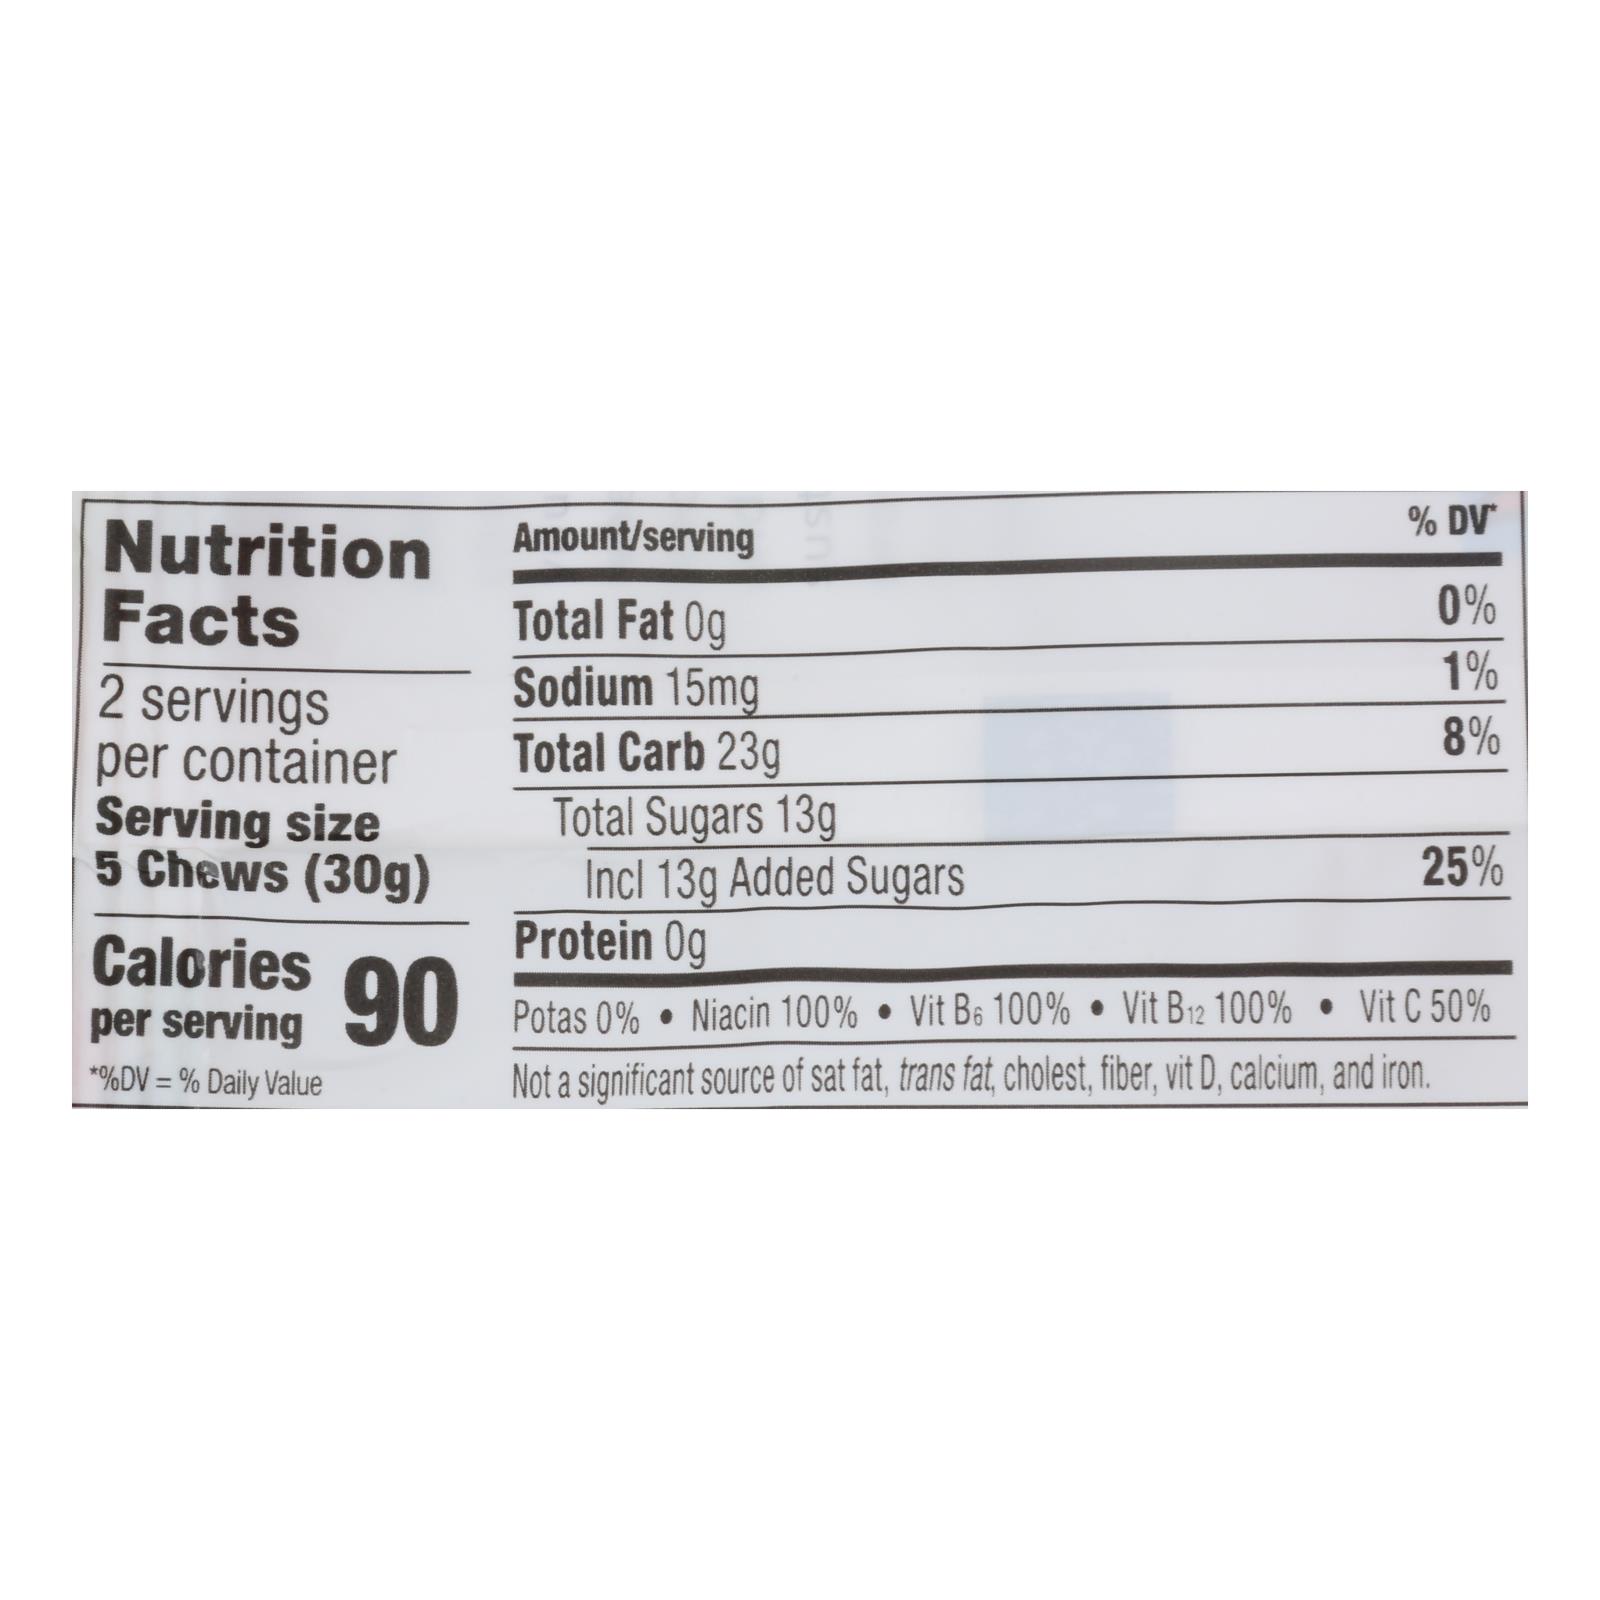 Nutrition
Facts
2 servings
per container
Serving size
5 Chews (30g)
Calories
per serving 90
*%DV = % Daily Value
Amount/serving % DV*
Total Fat 0g 0%
Sodium 15mg 1%
Total Carb 23g 8%
Total Sugars 13g
Incl 13g Added Sugars 25%
Protein 0g
Potas 0% • Niacin 100% • Vit B6 100% • Vit B12 100% • Vit C 50%
Not a significant source of sat fat, trans fat, cholest, fiber, vit D, calcium, and iron.